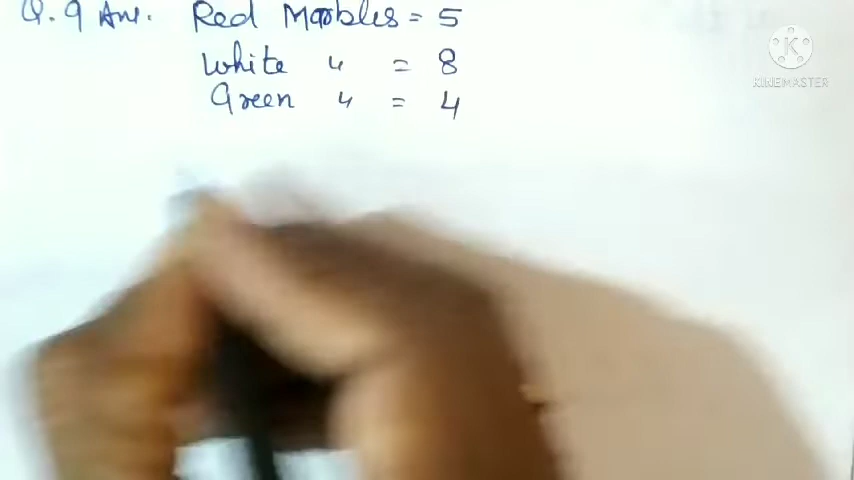 Q. 9 Ans. Red Marbles = 5
White " = 8
Green " = 4
K
KINEMASTER